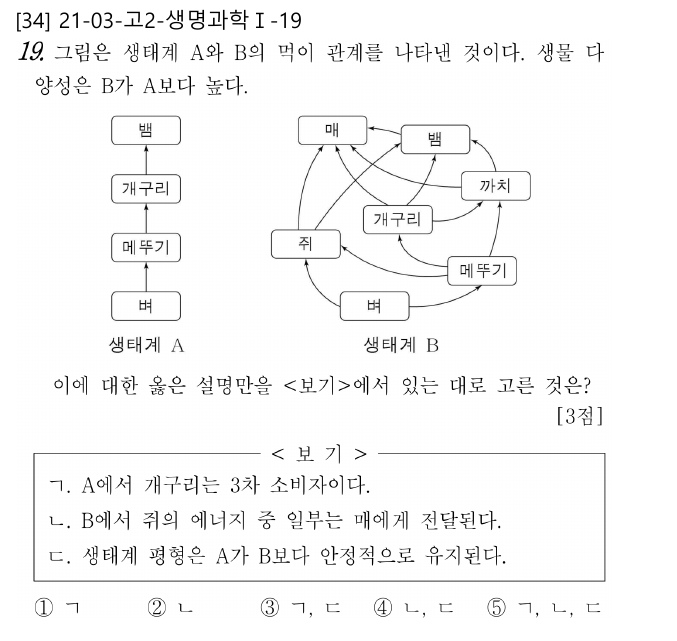 [34] 21-03-고2-생명과학Ⅰ-19
19. 그림은 생태계 A와 B의 먹이 관계를 나타낸 것이다. 생물 다
양성은 B가 A보다 높다.
뱀
개구리
메뚜기
벼
생태계 A
매
뱀
까치
개구리
쥐
메뚜기
벼
생태계 B
이에 대한 옳은 설명만을 <보기>에서 있는 대로 고른 것은?
[3점]
< 보 기 >
ㄱ. A에서 개구리는 3차 소비자이다.
ㄴ. B에서 쥐의 에너지 중 일부는 매에게 전달된다.
ㄷ. 생태계 평형은 A가 B보다 안정적으로 유지된다.
① ㄱ ② ㄴ ③ ㄱ, ㄷ ④ ㄴ, ㄷ ⑤ ㄱ, ㄴ, ㄷ